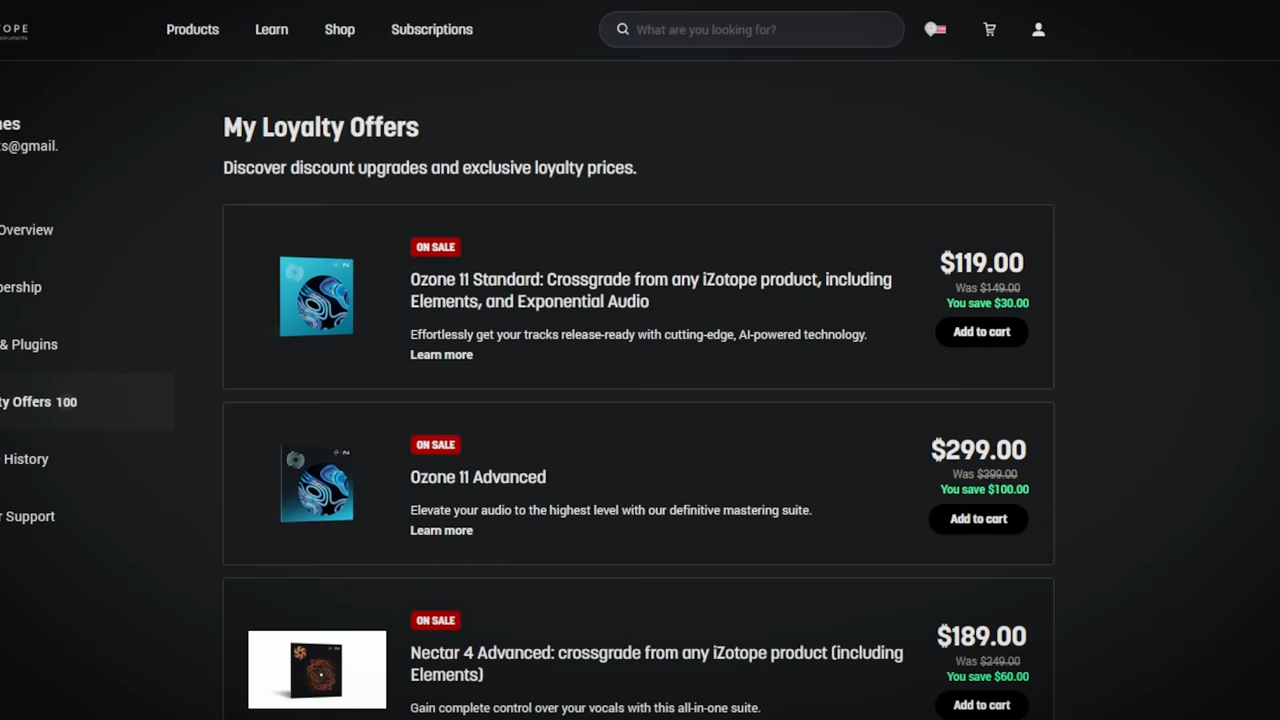 TOPE
Products Learn Shop Subscriptions What are you looking for?
My Loyalty Offers
Discover discount upgrades and exclusive loyalty prices.
nes
ts@gmail.
Overview
ership
& Plugins
ty Offers 100
History
r Support
ON SALE
Ozone 11 Standard: Crossgrade from any iZotope product, including
Elements, and Exponential Audio
Effortlessly get your tracks release-ready with cutting-edge, AI-powered technology.
Learn more
$119.00
Was $149.00
You save $30.00
Add to cart
ON SALE
Ozone 11 Advanced
Elevate your audio to the highest level with our definitive mastering suite.
Learn more
$299.00
Was $399.00
You save $100.00
Add to cart
ON SALE
Nectar 4 Advanced: crossgrade from any iZotope product (including
Elements)
Gain complete control over your vocals with this all-in-one suite.
$189.00
Was $249.00
You save $60.00
Add to cart